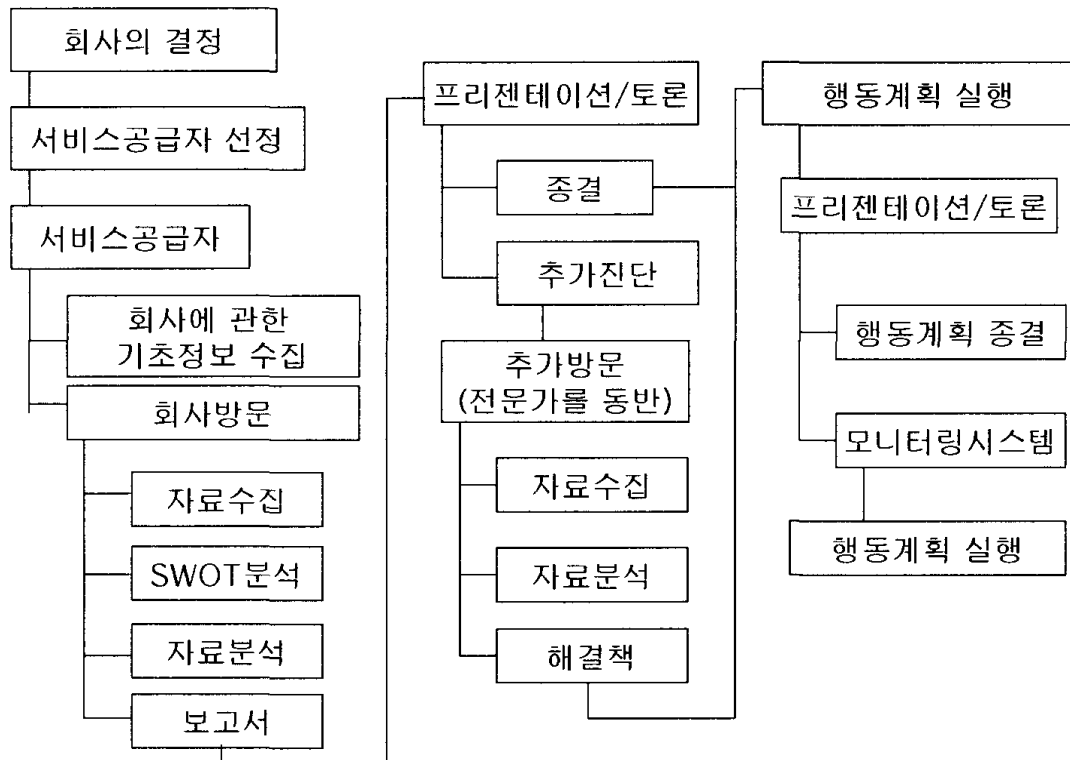 회사의 결정
서비스공급자 선정
서비스공급자
회사에 관한
기초정보 수집
회사방문
자료수집
SWOT분석
자료분석
보고서
프리젠테이션/토론
종결
추가진단
추가방문
(전문가를 동반)
자료수집
자료분석
해결책
행동계획 실행
프리젠테이션/토론
행동계획 종결
모니터링시스템
행동계획 실행